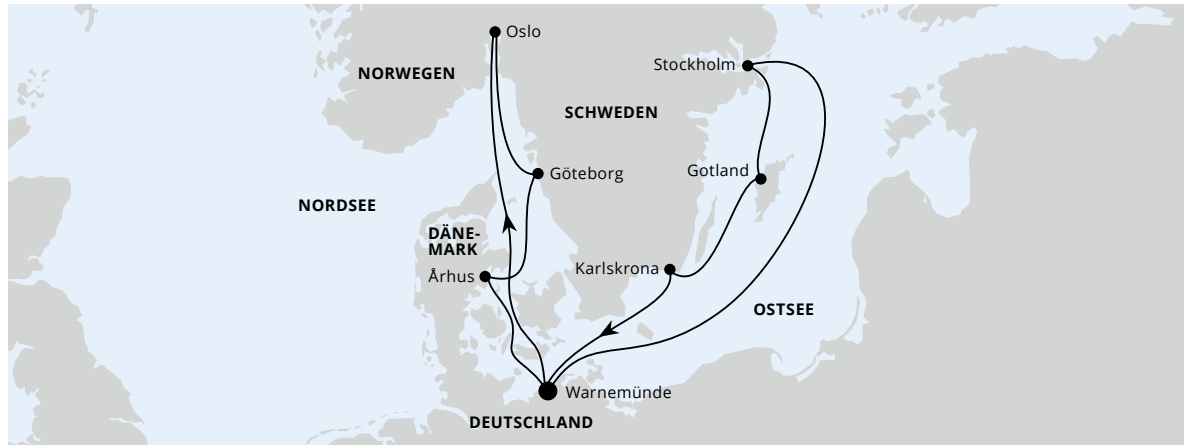 Oslo
NORWEGEN
Stockholm
SCHWEDEN
Göteborg
Gotland
NORDSEE
DÄNE-
MARK
Århus
Karlskrona
OSTSEE
Warnemünde
DEUTSCHLAND